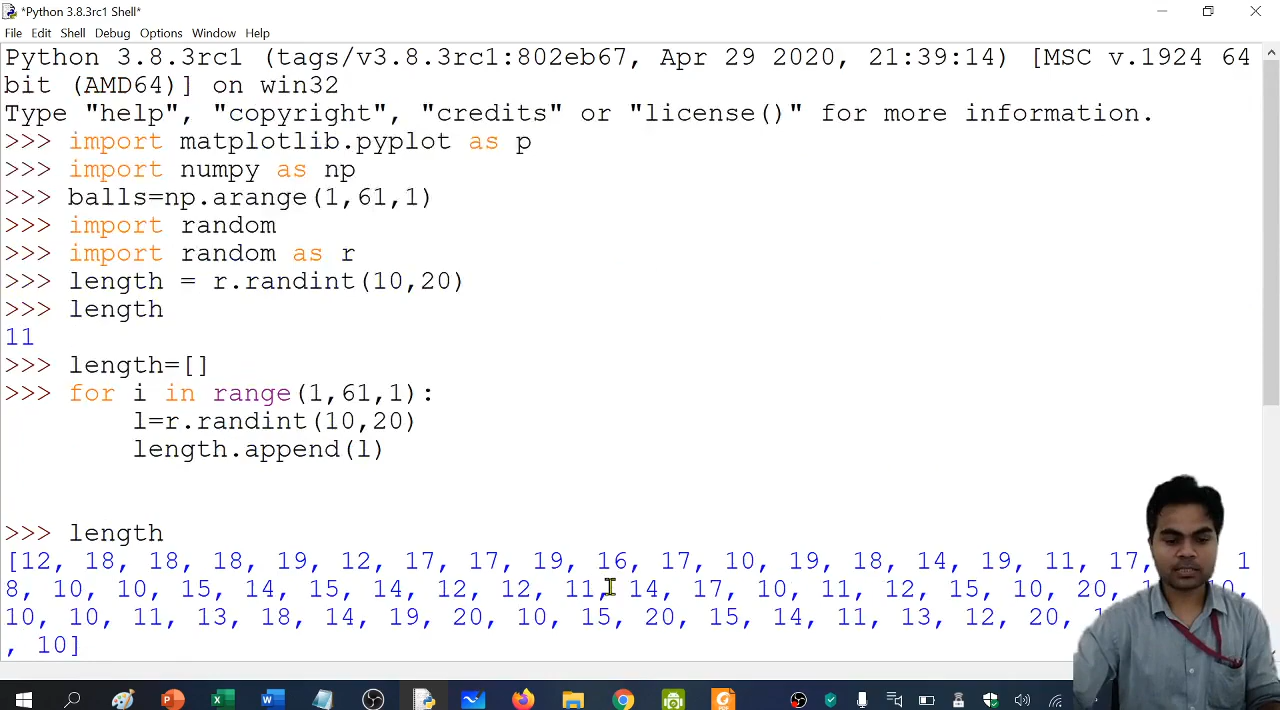 *Python 3.8.3rc1 Shell*
File Edit Shell Debug Options Window Help
Python 3.8.3rc1 (tags/v3.8.3rc1:802eb67, Apr 29 2020, 21:39:14) [MSC v.1924 64
bit (AMD64)] on win32
Type "help", "copyright", "credits" or "license()" for more information.
>>> import matplotlib.pyplot as p
>>> import numpy as np
>>> balls=np.arange(1,61,1)
>>> import random
>>> import random as r
>>> length = r.randint(10,20)
>>> length
11
>>> length=[]
>>> for i in range(1,61,1):
l=r.randint(10,20)
length.append(l)
>>> length
[12, 18, 18, 18, 19, 12, 17, 17, 19, 16, 17, 10, 19, 18, 14, 19, 11, 17, 1
8, 10, 10, 15, 14, 15, 14, 12, 12, 11, 14, 17, 10, 11, 12, 15, 10, 20,
10, 10, 11, 13, 18, 14, 19, 20, 10, 15, 20, 15, 14, 11, 13, 12, 20,
, 10]